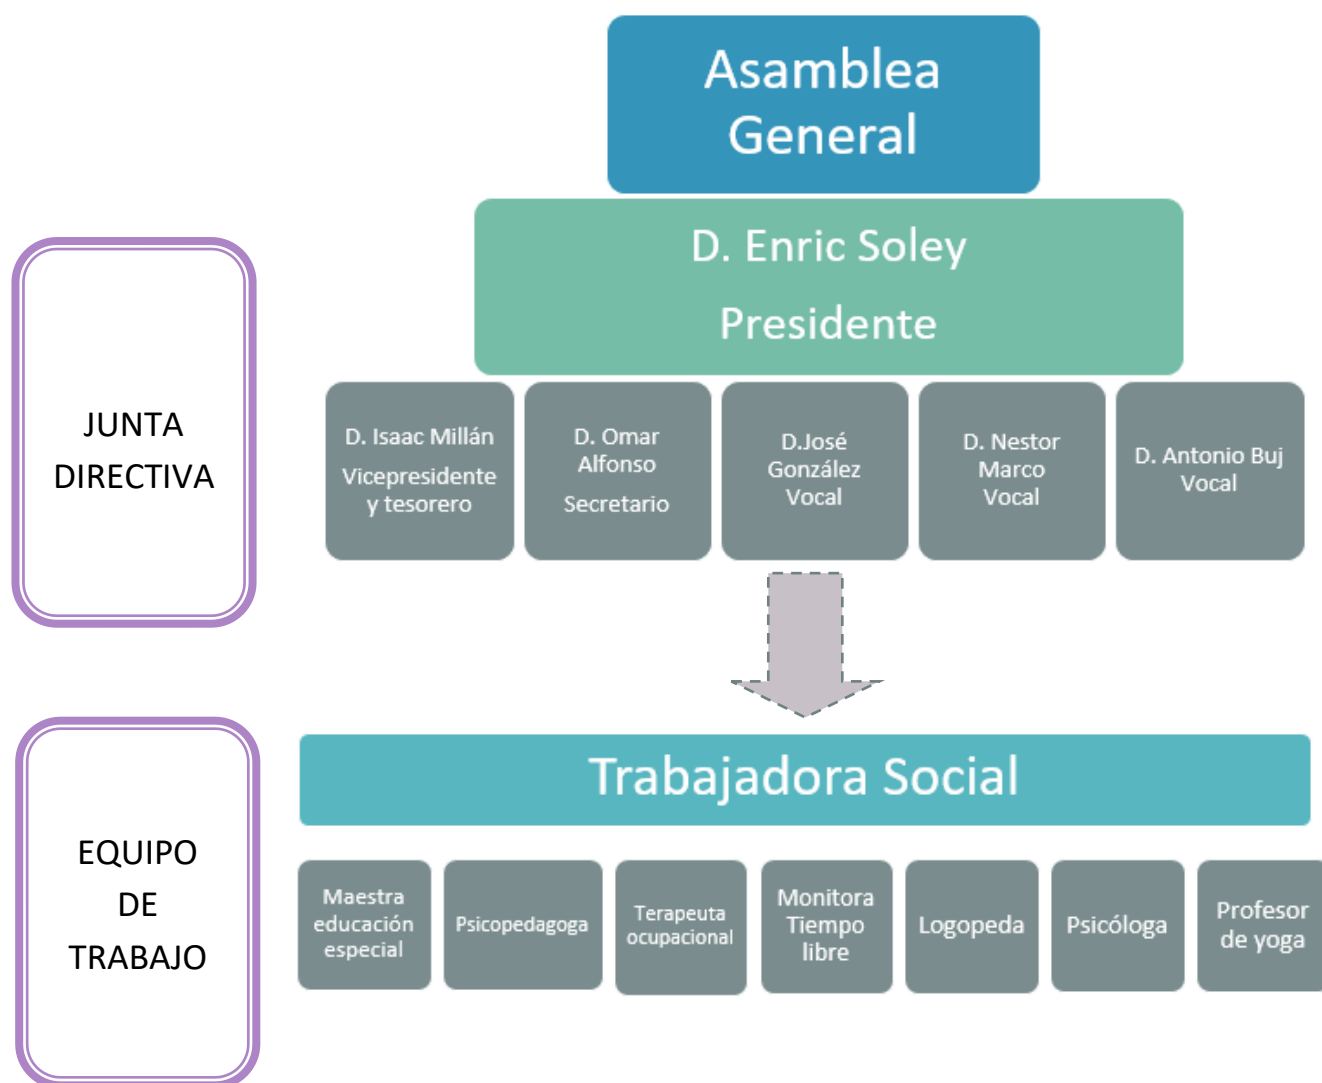 Asamblea
General
D. Enric Soley
Presidente
JUNTA
DIRECTIVA
D. Isaac Millán
Vicepresidente
y tesorero
D. Omar
Alfonso
Secretario
D.José
González
Vocal
D. Nestor
Marco
Vocal
D. Antonio Buj
Vocal
EQUIPO
DE
TRABAJO
Trabajadora Social
Maestra
educación
especial
Psicopedagoga
Terapeuta
ocupacional
Monitora
Tiempo
libre
Logopeda
Psicóloga
Profesor
de yoga